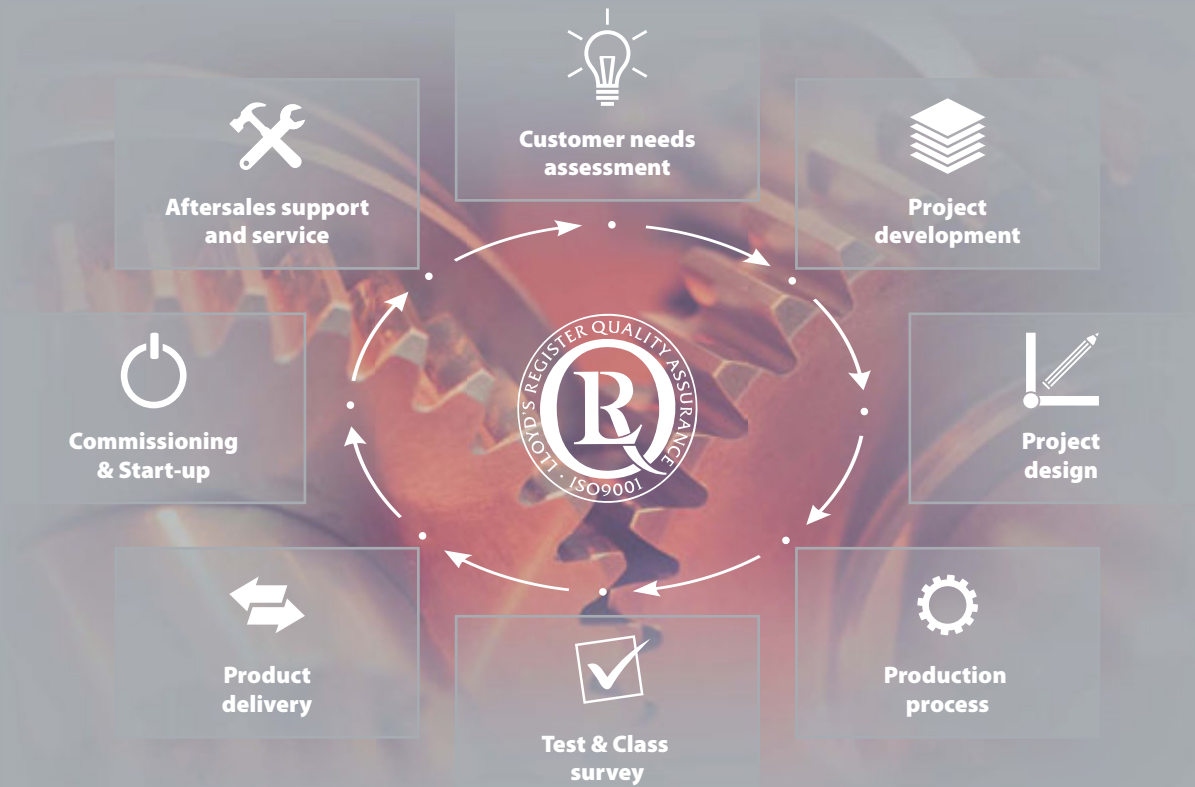 Customer needs
assessment
Project
development
Project
design
Production
process
Test & Class
survey
Product
delivery
Commissioning
& Start-up
Aftersales support
and service
LLOYD'S REGISTER QUALITY ASSURANCE
· ISO9001 ·
LRQ